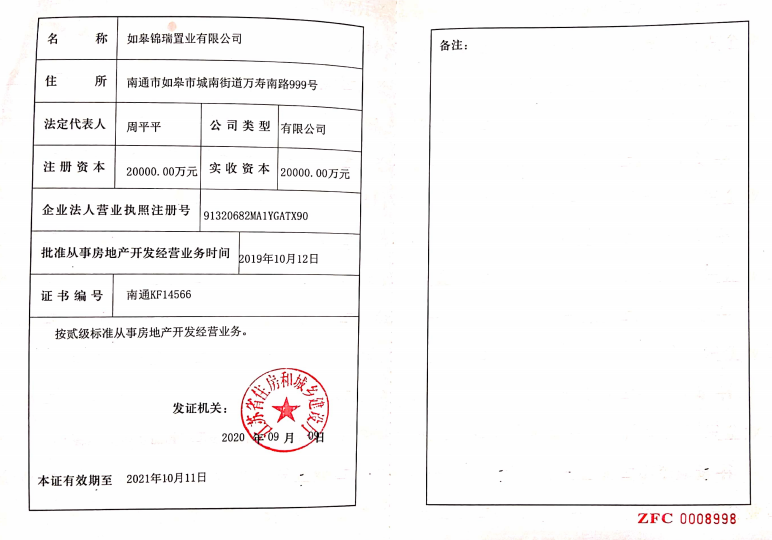 名 称 如皋锦瑞置业有限公司
住 所 南通市如皋市城南街道万寿南路999号
法定代表人 周平平 公司类型 有限公司
注册资本 20000.00万元 实收资本 20000.00万元
企业法人营业执照注册号 91320682MA1YGATX90
批准从事房地产开发经营业务时间 2019年10月12日
证书编号 南通KF14566
按贰级标准从事房地产开发经营业务。
江苏省住房和城乡建设厅
发证机关：
2020 年 09 月 09日
本证有效期至 2021年10月11日
备注：
ZFC 0008998